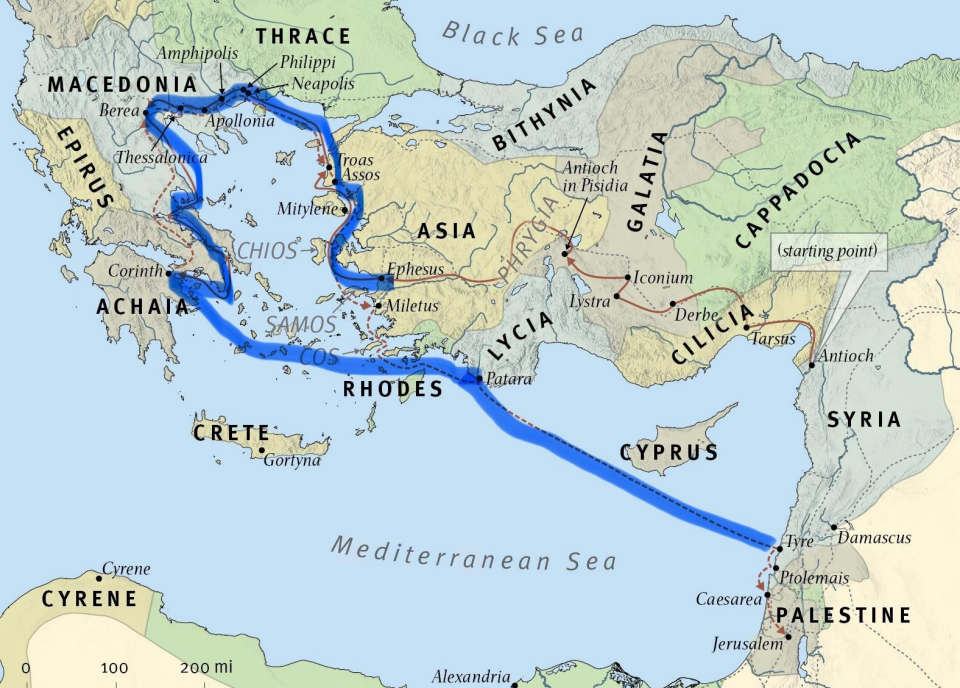 Black Sea
THRACE
Amphipolis
Philippi
Neapolis
MACEDONIA
Berea
Apollonia
Thessalonica
EPIRUS
BITHYNIA
GALATIA
CAPPADOCIA
Antioch
in Pisidia
Troas
Assos
Mitylene
ASIA
PHRYGIA
CHIOS
(starting point)
Corinth
Ephesus
Iconium
ACHAIA
Miletus
Lystra
Derbe
SAMOS
LYCIA
CILICIA
Tarsus
COS
Antioch
RHODES
Patara
SYRIA
CRETE
Gortyna
CYPRUS
Mediterranean Sea
Tyre
Damascus
Cyrene
Ptolemais
CYRENE
Caesarea
PALESTINE
Jerusalem
0 100 200 mi
Alexandria